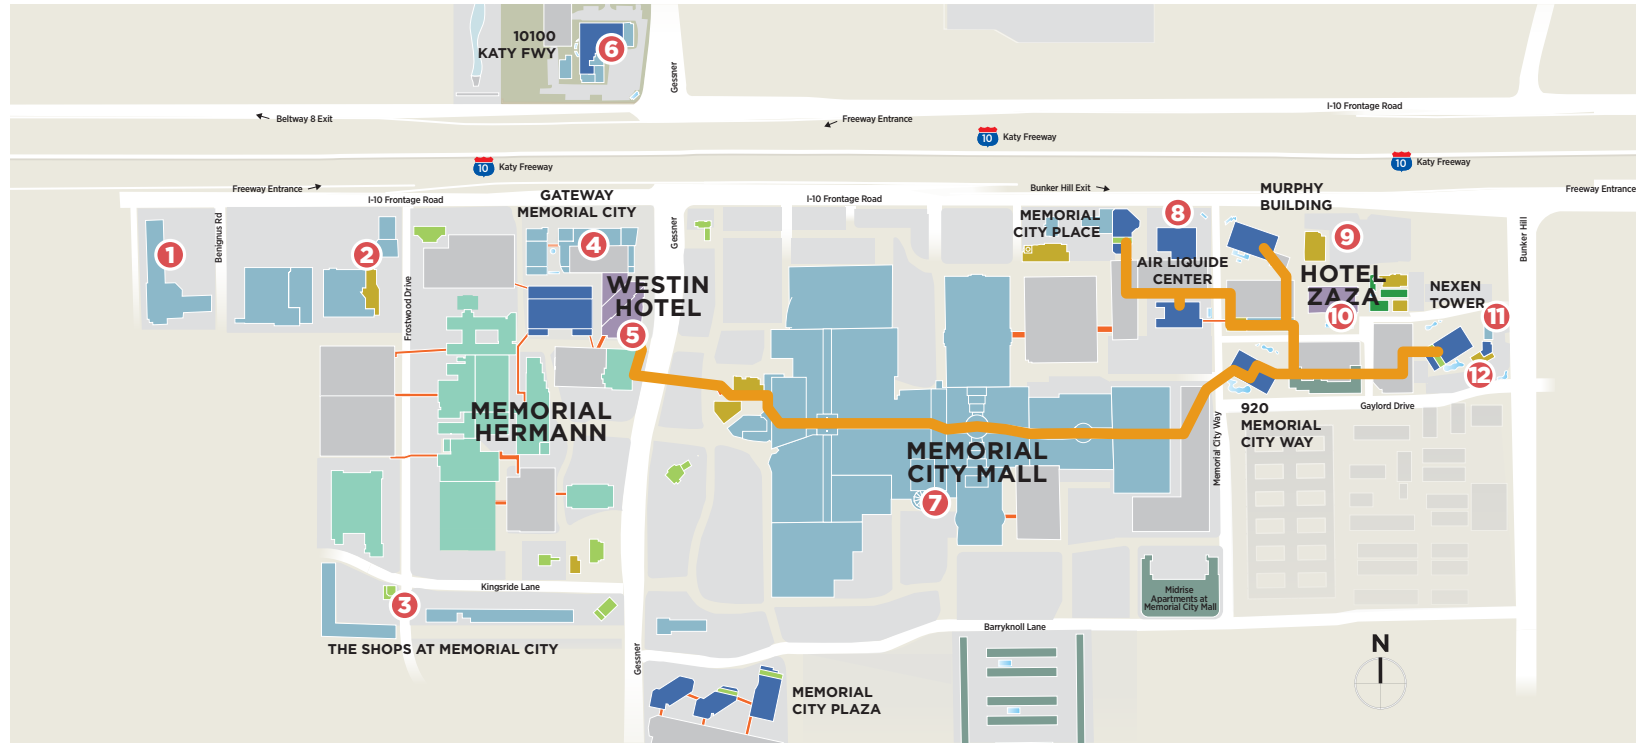 10100
KATY FWY
6
Gessner
I-10 Frontage Road
Beltway 8 Exit
Freeway Entrance
10 Katy Freeway
10 Katy Freeway
10 Katy Freeway
Freeway Entrance
I-10 Frontage Road
GATEWAY
MEMORIAL CITY
I-10 Frontage Road
Bunker Hill Exit
MURPHY
BUILDING
Freeway Entrance
1
Benignus Rd
2
Frostwood Drive
4
Gessner
MEMORIAL
CITY PLACE
8
9
Bunker Hill
AIR LIQUIDE
CENTER
WESTIN
HOTEL
5
HOTEL
ZAZA
10
NEXEN
TOWER
11
12
MEMORIAL
HERMANN
MEMORIAL
CITY MALL
7
Memorial City Way
920
MEMORIAL
CITY WAY
Gaylord Drive
Kingsride Lane
3
THE SHOPS AT MEMORIAL CITY
Gessner
Midrise
Apartments at
Memorial City Mall
Barryknoll Lane
N
MEMORIAL
CITY PLAZA